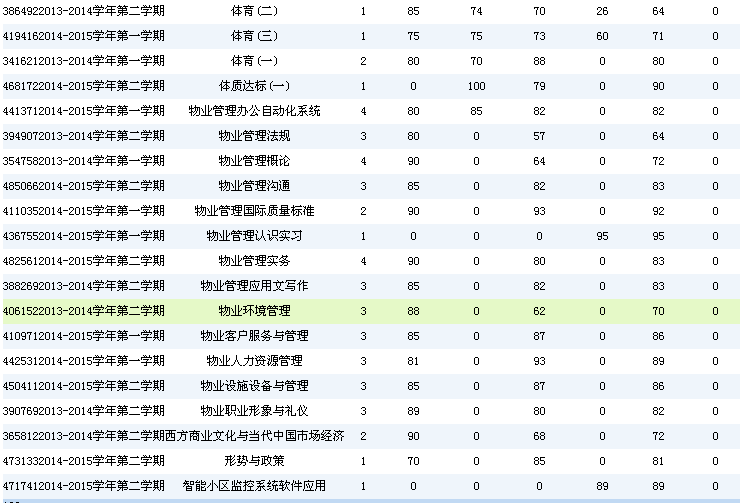 3864922013-2014学年第二学期 体育(二) 1 85 74 70 26 64 0
4194162014-2015学年第一学期 体育(三) 1 75 75 73 60 71 0
3416212013-2014学年第一学期 体育(一) 2 80 70 88 0 80 0
4681722014-2015学年第二学期 体质达标(一) 1 0 100 79 0 90 0
4413712014-2015学年第一学期 物业管理办公自动化系统 4 80 85 82 0 82 0
3949072013-2014学年第二学期 物业管理法规 3 80 0 57 0 64 0
3547582013-2014学年第一学期 物业管理概论 4 90 0 64 0 72 0
4850662014-2015学年第二学期 物业管理沟通 3 85 0 82 0 83 0
4110352014-2015学年第一学期 物业管理国际质量标准 2 90 0 93 0 92 0
4367552014-2015学年第一学期 物业管理认识实习 1 0 0 0 95 95 0
4825612014-2015学年第二学期 物业管理实务 4 90 0 80 0 83 0
3882692013-2014学年第二学期 物业管理应用文写作 3 85 0 82 0 83 0
4061522013-2014学年第二学期 物业环境管理 3 88 0 62 0 70 0
4109712014-2015学年第一学期 物业客户服务与管理 3 85 0 87 0 86 0
4425312014-2015学年第一学期 物业人力资源管理 3 81 0 93 0 89 0
4504112014-2015学年第二学期 物业设施设备与管理 3 85 0 87 0 86 0
3907692013-2014学年第二学期 物业职业形象与礼仪 3 89 0 80 0 82 0
3658122013-2014学年第二学期西方商业文化与当代中国市场经济 2 90 0 68 0 72 0
4731332014-2015学年第二学期 形势与政策 1 70 0 85 0 81 0
4717412014-2015学年第二学期 智能小区监控系统软件应用 1 0 0 0 89 89 0